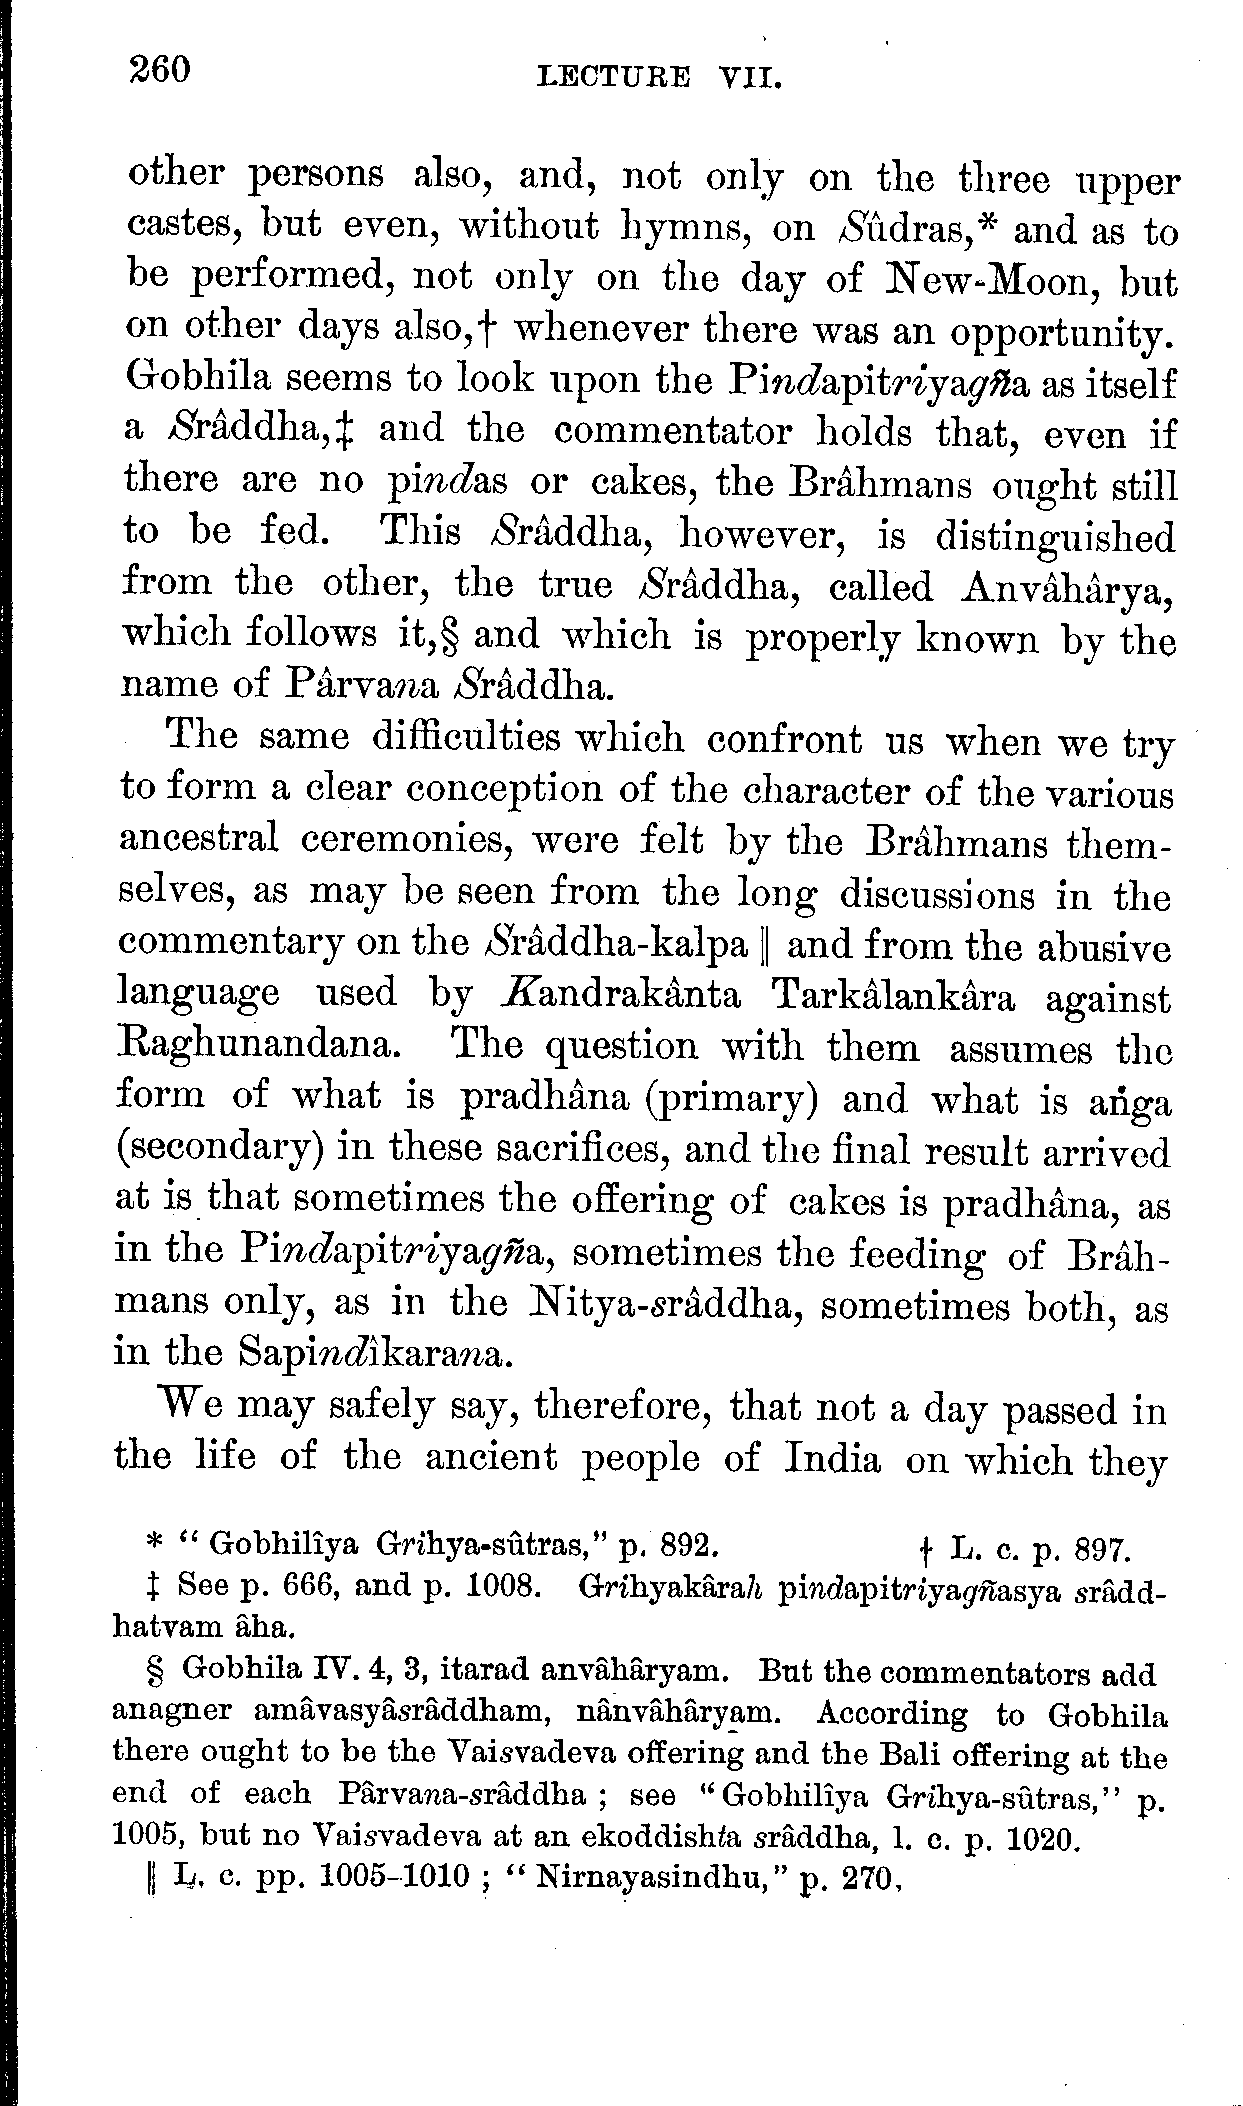 260 LECTURE VII.
other persons also, and, not only on the three upper
castes, but even, without hymns, on Sûdras,* and as to
be performed, not only on the day of New-Moon, but
on other days also,† whenever there was an opportunity.
Gobhila seems to look upon the Pindapitriyagña as itself
a Srâddha,‡ and the commentator holds that, even if
there are no pindas or cakes, the Brâhmans ought still
to be fed. This Srâddha, however, is distinguished
from the other, the true Srâddha, called Anvâhârya,
which follows it,§ and which is properly known by the
name of Pârvana Srâddha.
The same difficulties which confront us when we try
to form a clear conception of the character of the various
ancestral ceremonies, were felt by the Brâhmans them-
selves, as may be seen from the long discussions in the
commentary on the Srâddha-kalpa ‖ and from the abusive
language used by Kandrakânta Tarkâlankâra against
Raghunandana. The question with them assumes the
form of what is pradhâna (primary) and what is aṅga
(secondary) in these sacrifices, and the final result arrived
at is that sometimes the offering of cakes is pradhâna, as
in the Pindapitriyagña, sometimes the feeding of Brâh-
mans only, as in the Nitya-srâddha, sometimes both, as
in the Sapindîkarana.
We may safely say, therefore, that not a day passed in
the life of the ancient people of India on which they
* "Gobhilîya Grihya-sûtras," p. 892. † L. c. p. 897.
‡ See p. 666, and p. 1008. Grihyakârah pindapitriyagñasya srâdd-
hatvam âha.
§ Gobhila IV. 4, 3, itarad anvâhâryam. But the commentators add
anagner amâvasyâsrâddham, nânvâhâryam. According to Gobhila
there ought to be the Vaisvadeva offering and the Bali offering at the
end of each Pârvana-srâddha ; see "Gobhilîya Grihya-sûtras," p.
1005, but no Vaisvadeva at an ekoddishta srâddha, l. c. p. 1020.
‖ L. c. pp. 1005-1010 ; "Nirnayasindhu," p. 270.